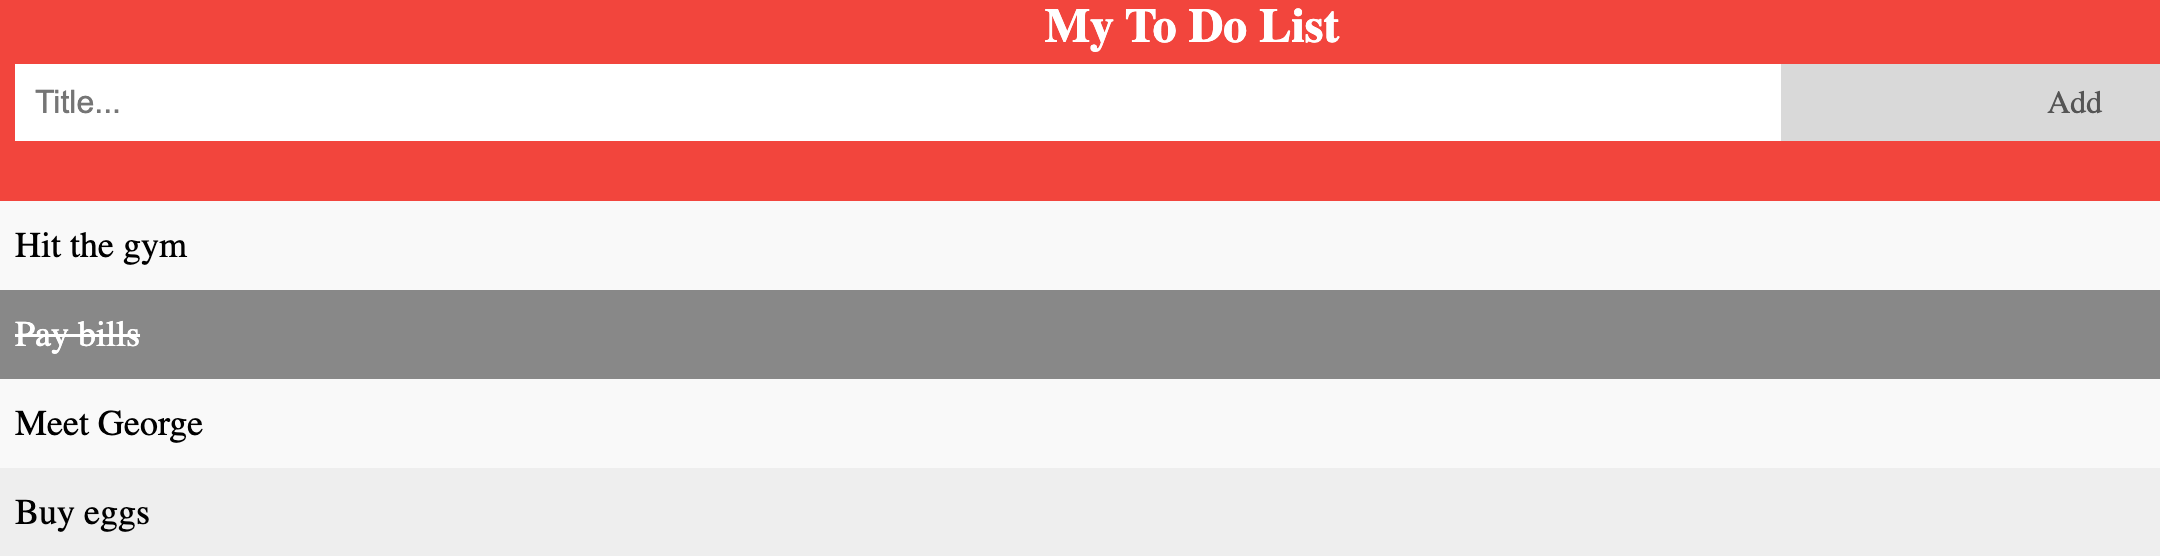 My To Do List
Title...
Add
Hit the gym
Pay bills
Meet George
Buy eggs